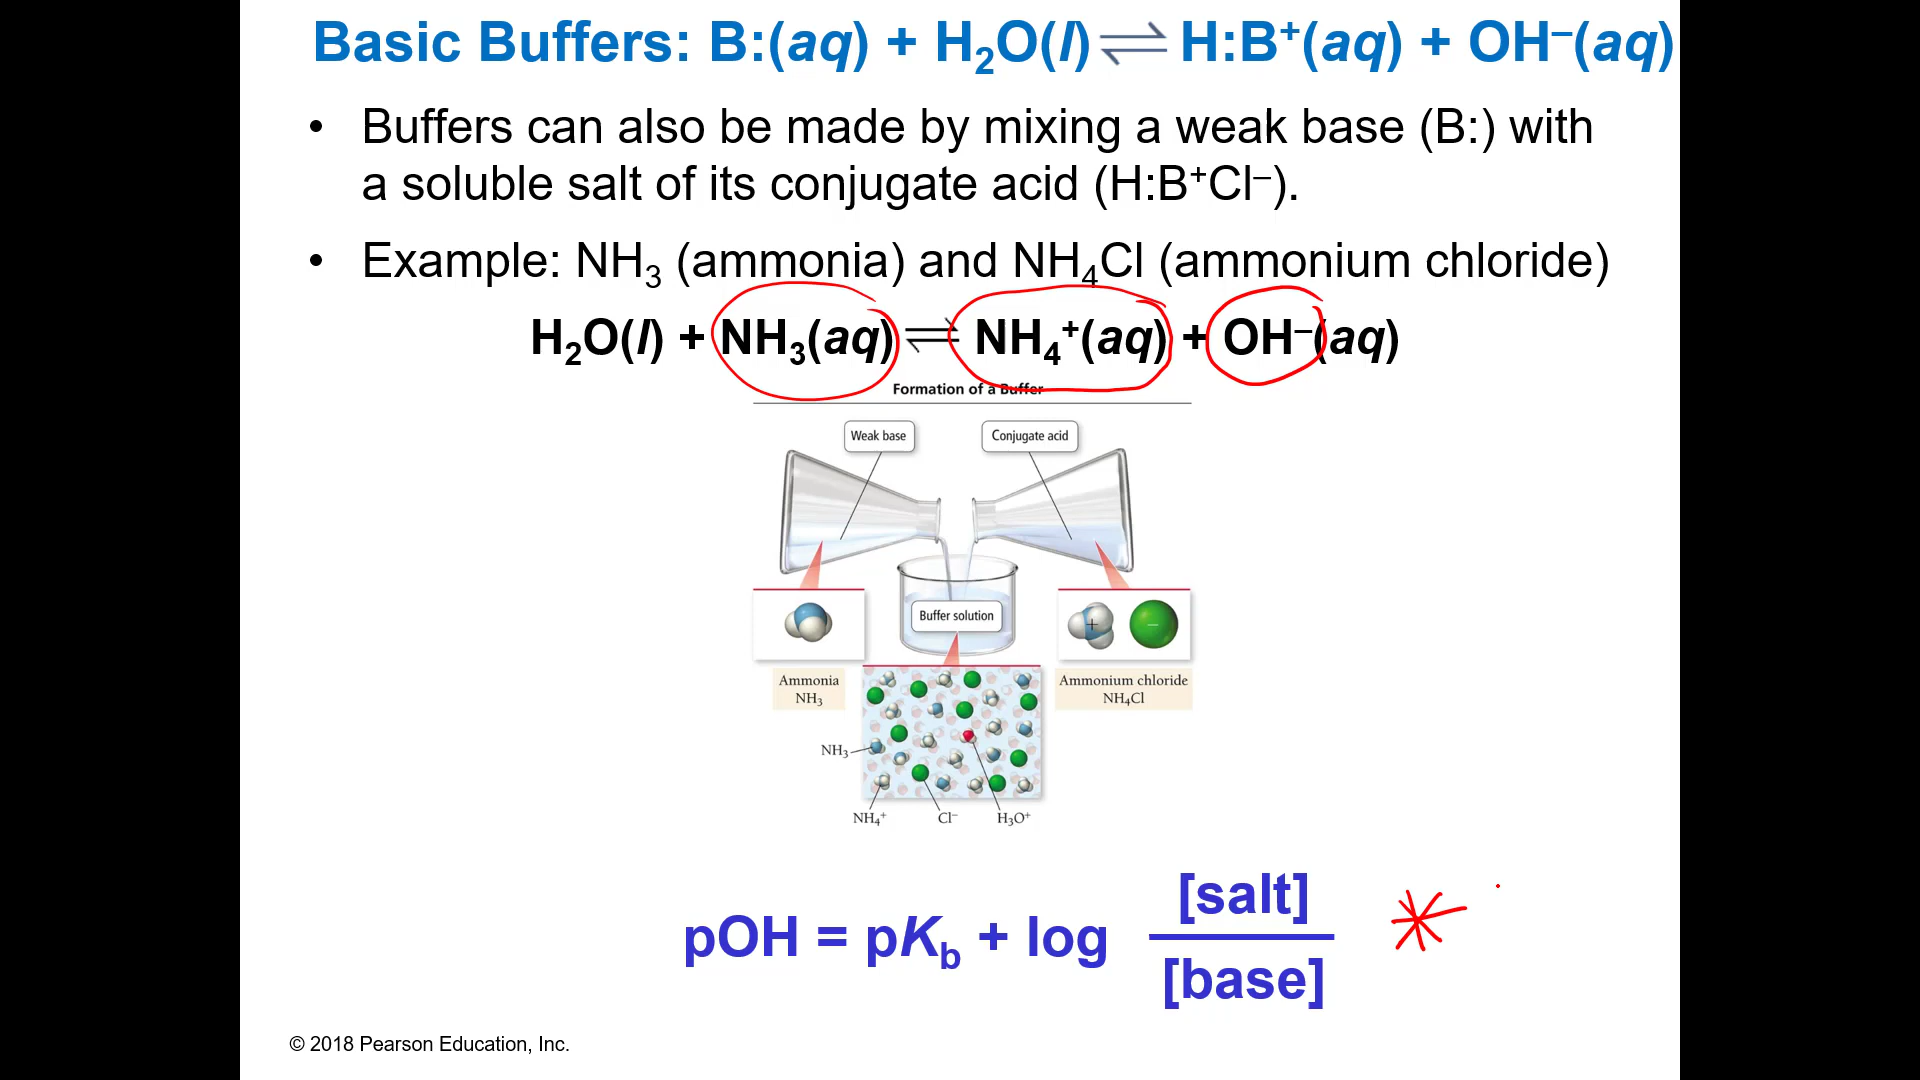 Basic Buffers: B:(aq) + H₂O(l) ⇌ H:B⁺(aq) + OH⁻(aq)
• Buffers can also be made by mixing a weak base (B:) with
a soluble salt of its conjugate acid (H:B⁺Cl⁻).
• Example: NH₃ (ammonia) and NH₄Cl (ammonium chloride)
H₂O(l) + NH₃(aq) ⇌ NH₄⁺(aq) + OH⁻(aq)
Formation of a Buffer
Weak base
Conjugate acid
Buffer solution
+
−
Ammonia
NH₃
Ammonium chloride
NH₄Cl
NH₃
NH₄⁺
Cl⁻
H₃O⁺
pOH = pK_b + log [salt]/[base]
© 2018 Pearson Education, Inc.